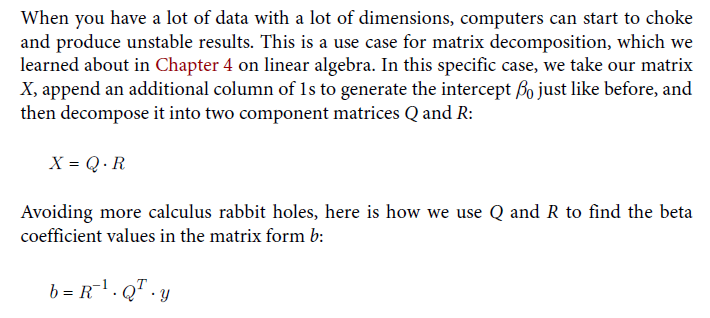 When you have a lot of data with a lot of dimensions, computers can start to choke
and produce unstable results. This is a use case for matrix decomposition, which we
learned about in Chapter 4 on linear algebra. In this specific case, we take our matrix
X, append an additional column of 1s to generate the intercept β₀ just like before, and
then decompose it into two component matrices Q and R:
X = Q · R
Avoiding more calculus rabbit holes, here is how we use Q and R to find the beta
coefficient values in the matrix form b:
b = R⁻¹ · Qᵀ · y